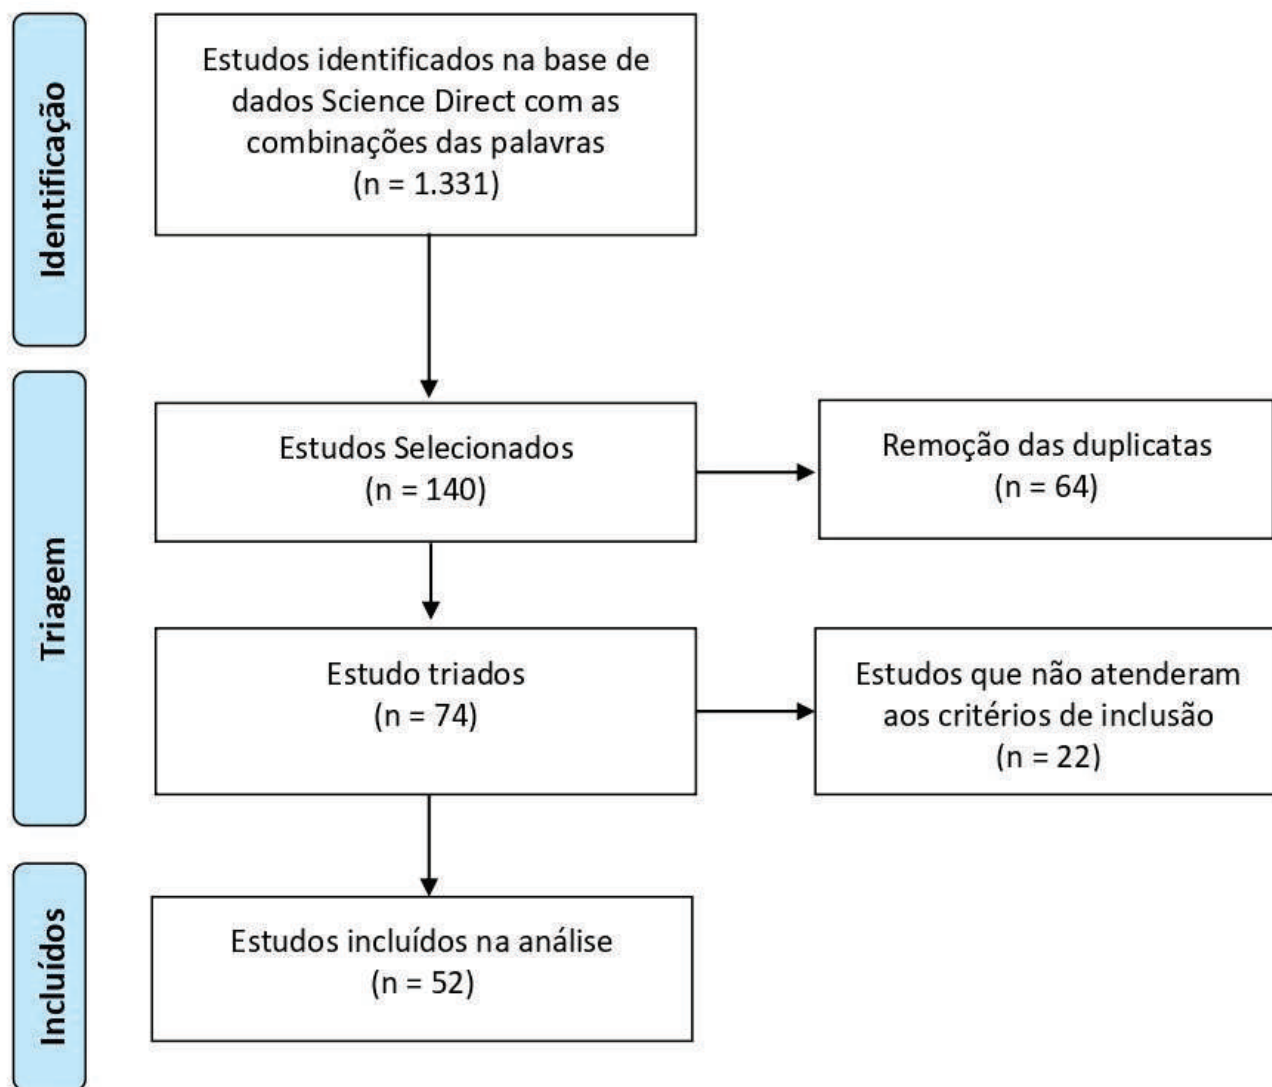 Identificação
Estudos identificados na base de
dados Science Direct com as
combinações das palavras
(n = 1.331)
Triagem
Estudos Selecionados
(n = 140)
Remoção das duplicatas
(n = 64)
Estudo triados
(n = 74)
Estudos que não atenderam
aos critérios de inclusão
(n = 22)
Incluídos
Estudos incluídos na análise
(n = 52)